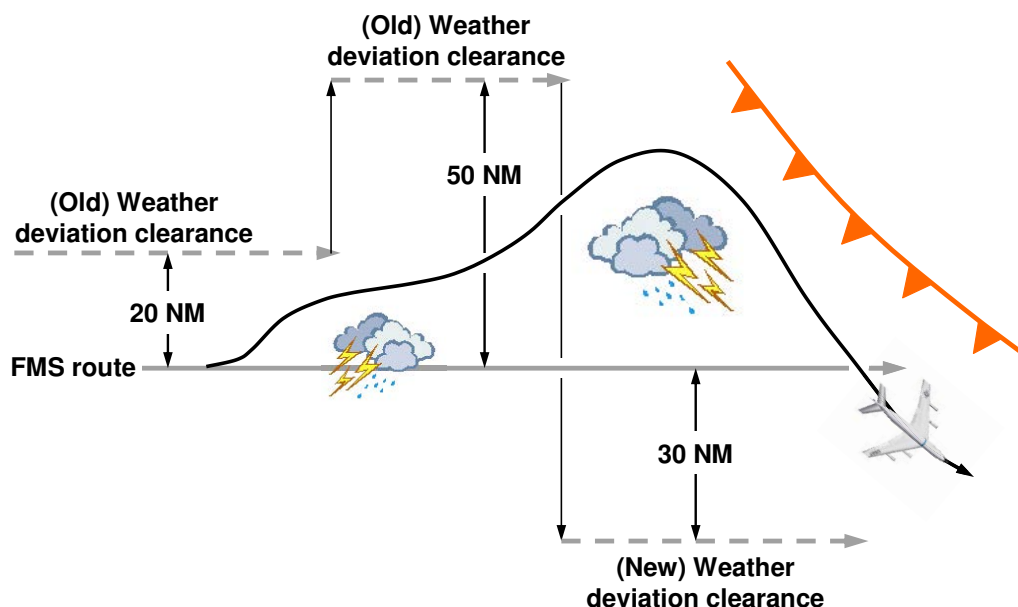 (Old) Weather
deviation clearance
50 NM
(Old) Weather
deviation clearance
20 NM
FMS route
30 NM
(New) Weather
deviation clearance